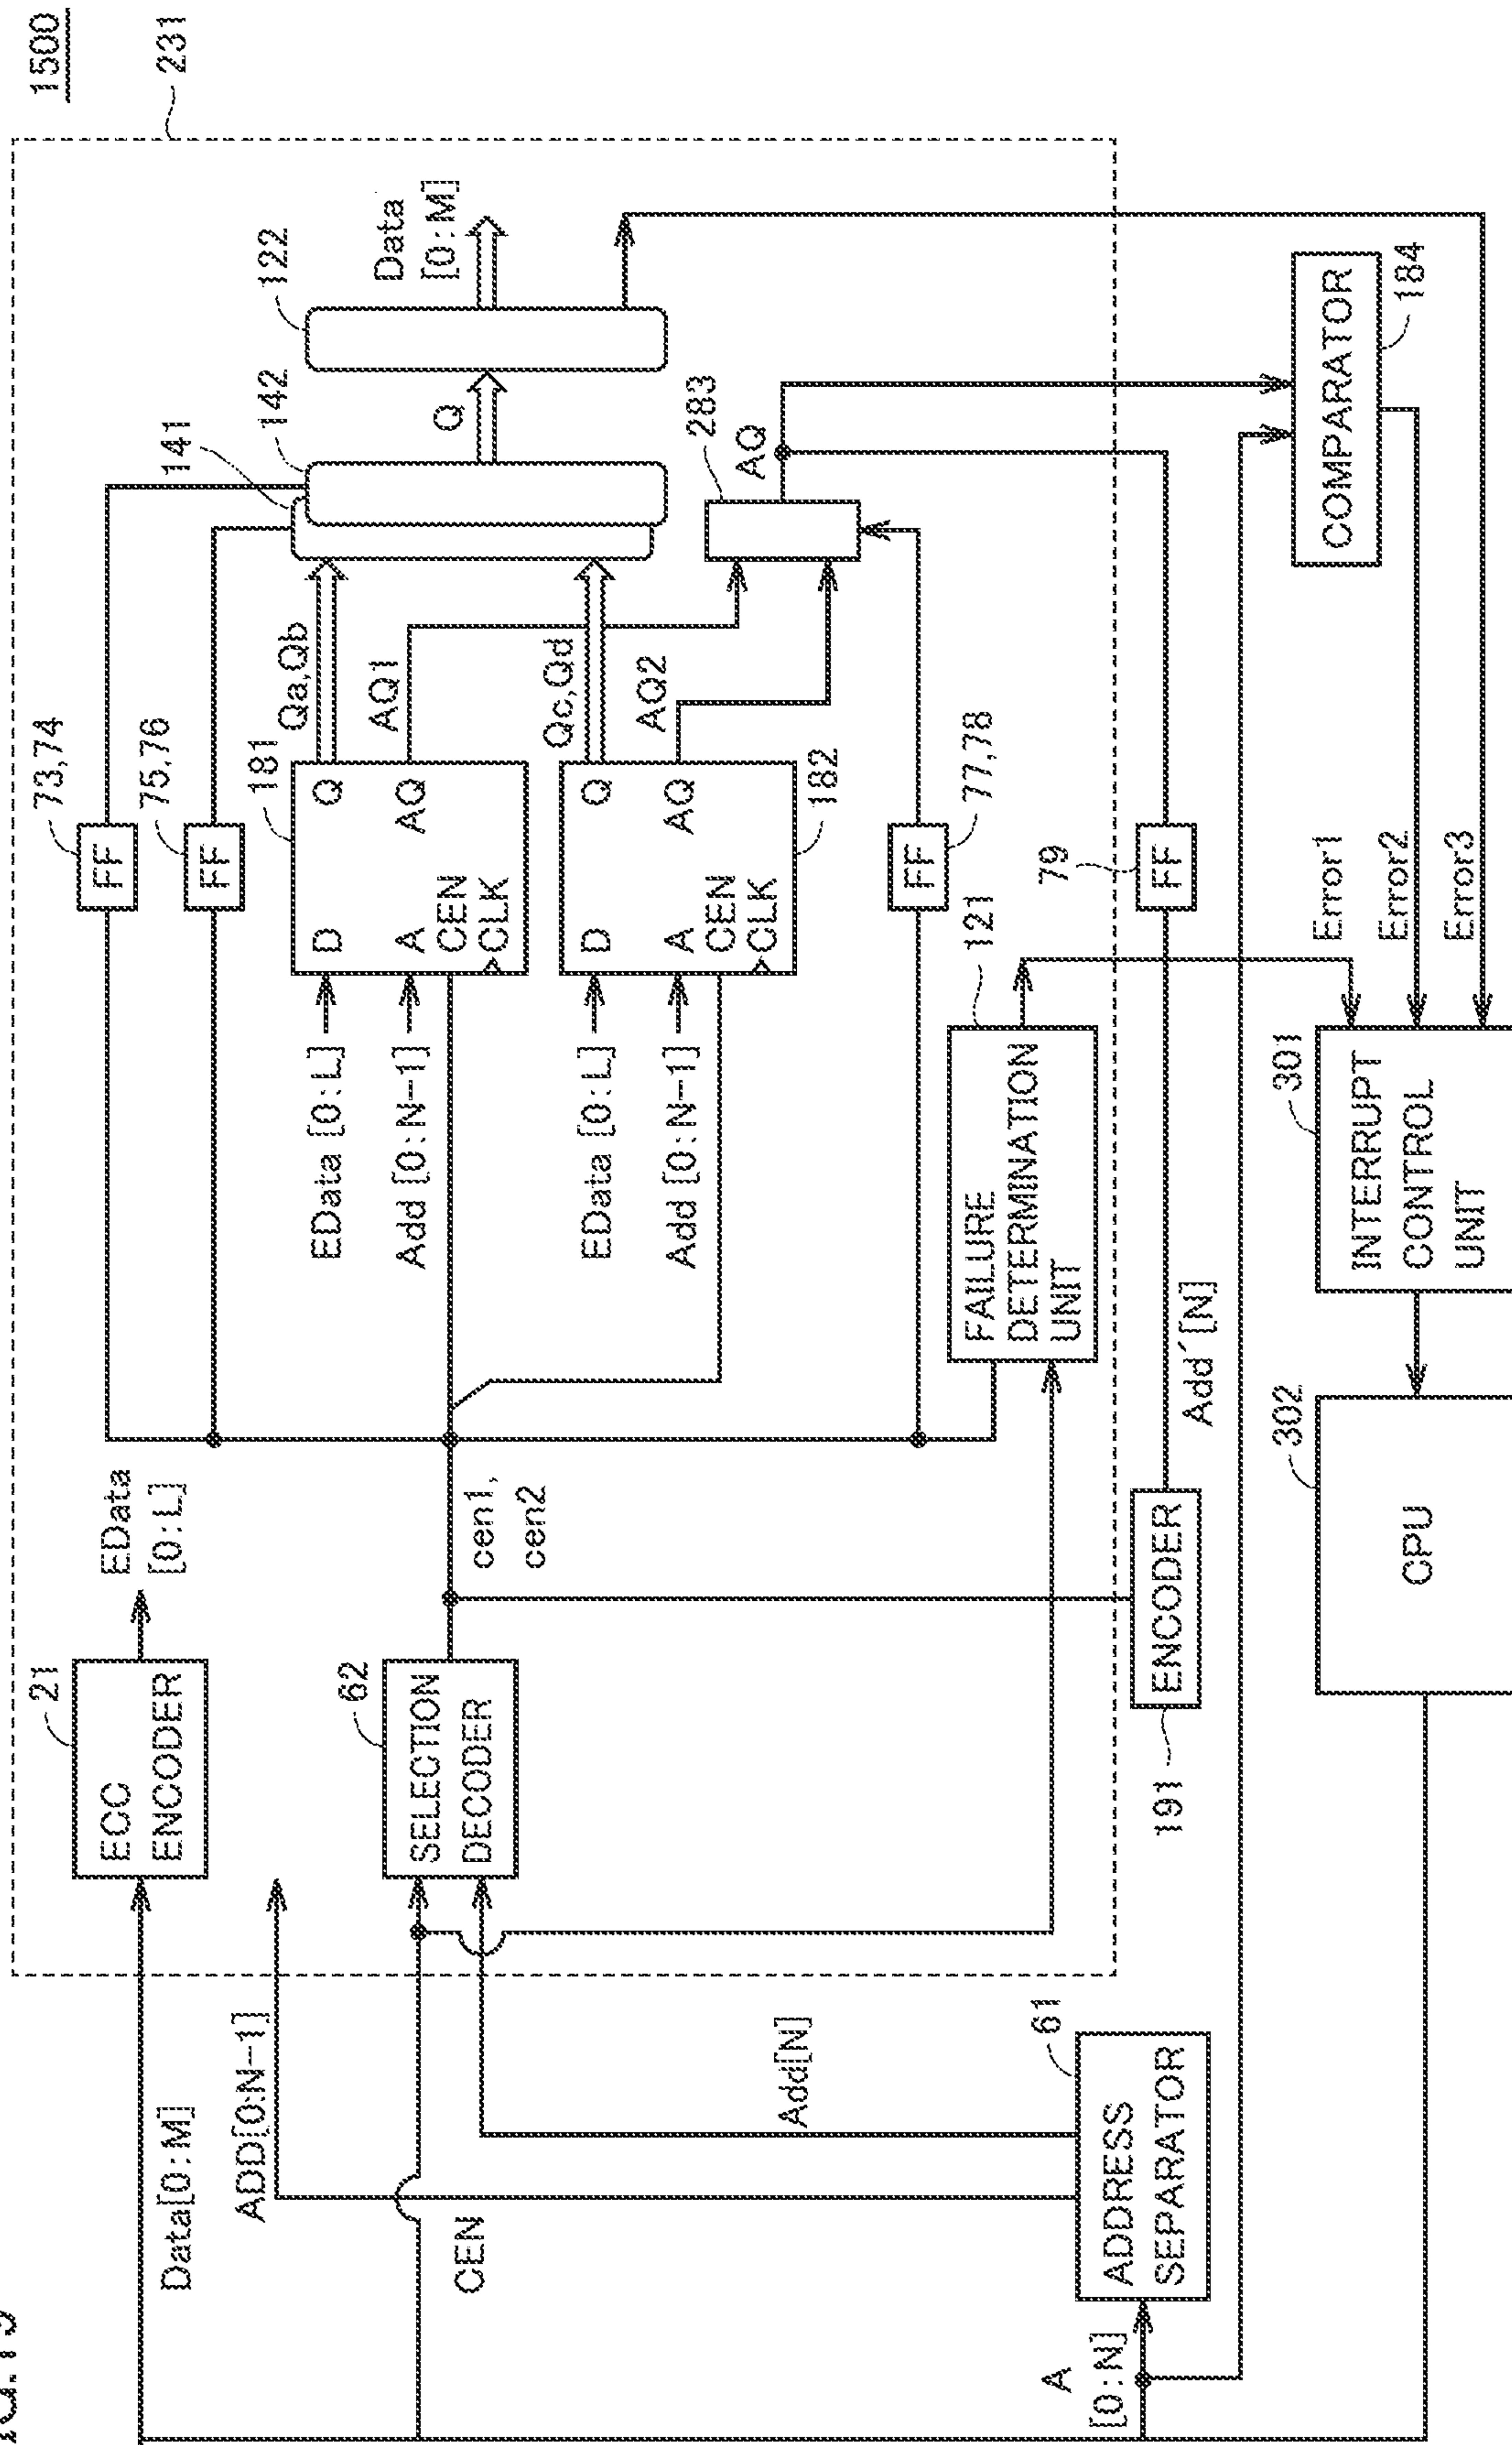 1500
231
21
ECC
ENCODER
EData
[0:L]
73,74
FF
75,76
FF
141
142
122
Data
[0:M]
Q
Data[0:M]
ADD[0:N-1]
CEN
62
SELECTION
DECODER
cen1,
cen2
EData [0:L]
Add [0:N-1]
181
D
Q
A
AQ
CEN
CLK
Qa,Qb
AQ1
EData [0:L]
Add [0:N-1]
182
D
Q
A
AQ
CEN
CLK
Qc,Qd
AQ2
283
AQ
FF
77,78
Add[N]
121
FAILURE
DETERMINATION
UNIT
79
FF
61
ADDRESS
SEPARATOR
A
[0:N]
191
ENCODER
Add´[N]
COMPARATOR
184
Error1
Error2
Error3
301
INTERRUPT
CONTROL
UNIT
302
CPU